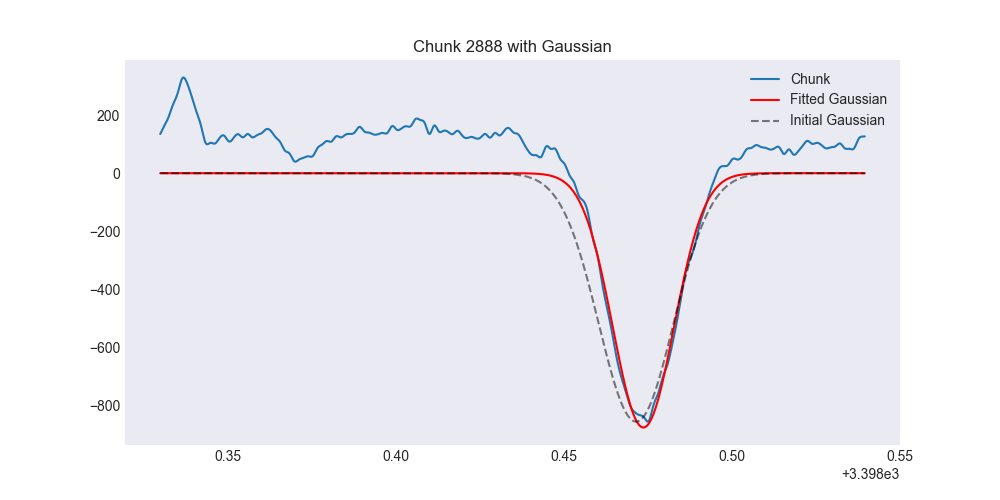 Chunk 2888 with Gaussian
Chunk
Fitted Gaussian
Initial Gaussian
200
0
−200
−400
−600
−800
0.35 0.40 0.45 0.50 0.55
+3.398e3